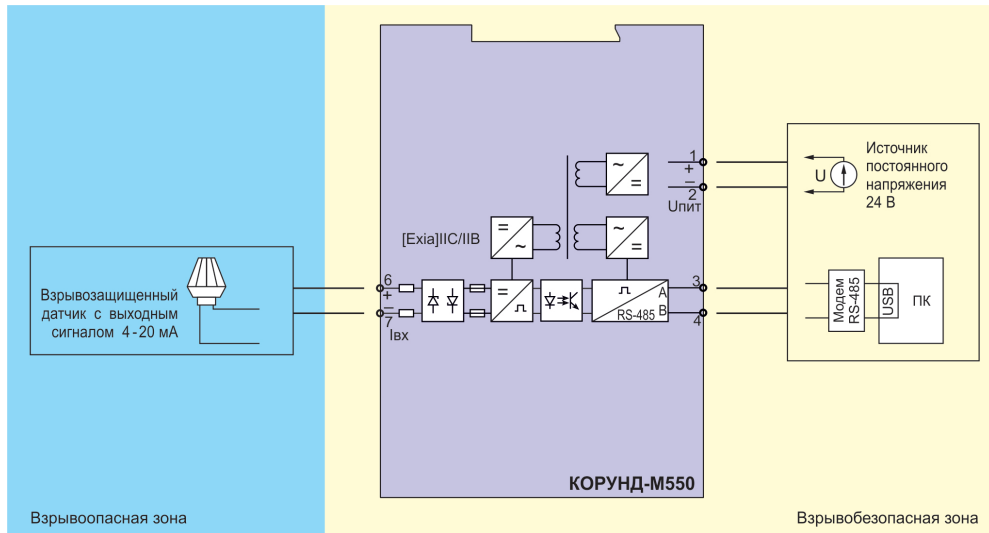 1
+
–
2
Uпит
U
Источник
постоянного
напряжения
24 В
~
=
[Exia]IIC/IIB
=
~
~
=
Взрывозащищенный
датчик с выходным
сигналом 4-20 мА
6
+
–
7
Iвх
=
RS-485
A
B
3
4
Модем
RS-485
USB
ПК
КОРУНД-М550
Взрывоопасная зона
Взрывобезопасная зона